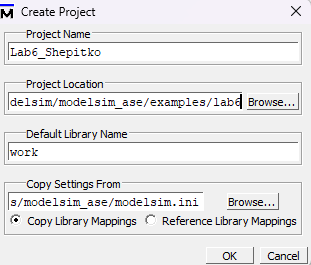 Create Project
Project Name
Lab6_Shepitko
Project Location
delsim/modelsim_ase/examples/lab6
Browse...
Default Library Name
work
Copy Settings From
s/modelsim_ase/modelsim.ini
Browse...
Copy Library Mappings
Reference Library Mappings
OK
Cancel